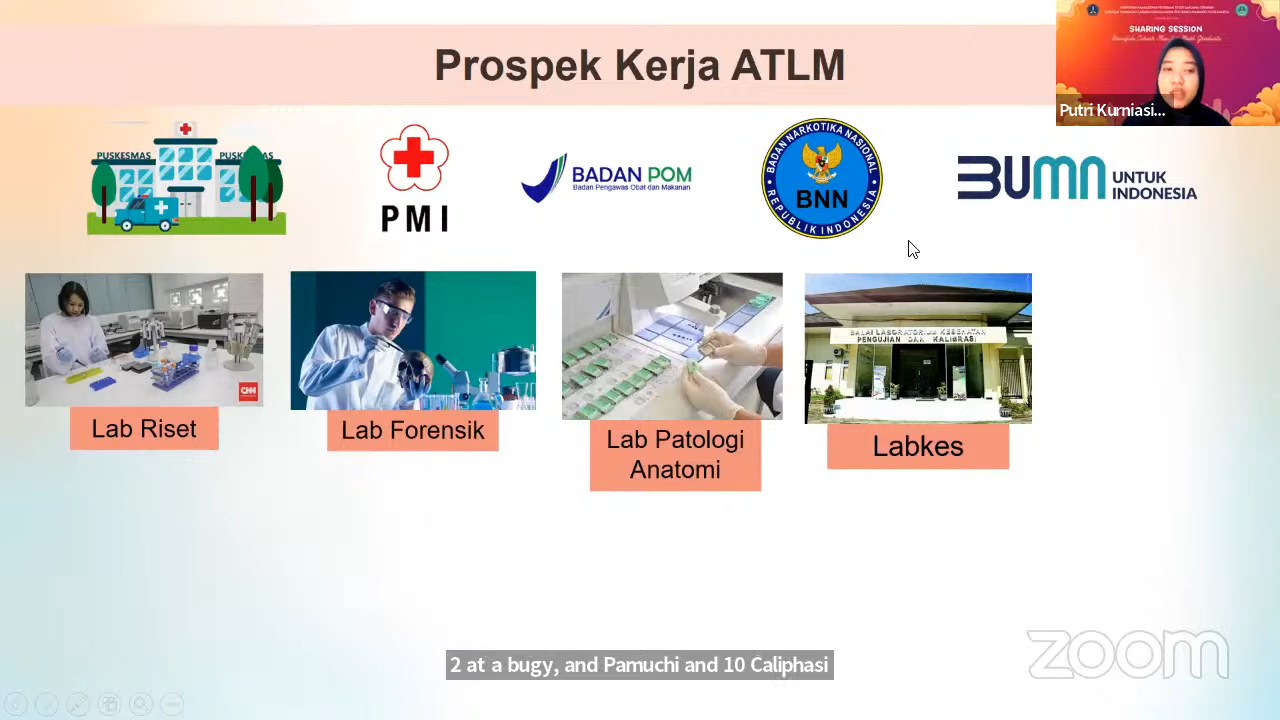 Prospek Kerja ATLM
SHARING SESSION
Putri Kurniasi...
PUSKESMAS
PUSKESMAS
PMI
BADAN POM
Badan Pengawas Obat dan Makanan
BADAN NARKOTIKA NASIONAL
BNN
REPUBLIK INDONESIA
BUMN
UNTUK
INDONESIA
CNN
BALAI LABORATORIUM KESEHATAN
PENGUJIAN DAN KALIBRASI
Lab Riset
Lab Forensik
Lab Patologi
Anatomi
Labkes
2 at a bugy, and Pamuchi and 10 Caliphasi
zoom